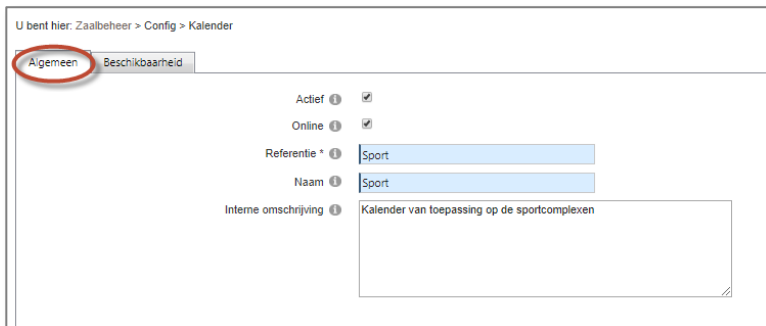 U bent hier: Zaalbeheer > Config > Kalender
Algemeen Beschikbaarheid
Actief
Online
Referentie * Sport
Naam Sport
Interne omschrijving Kalender van toepassing op de sportcomplexen